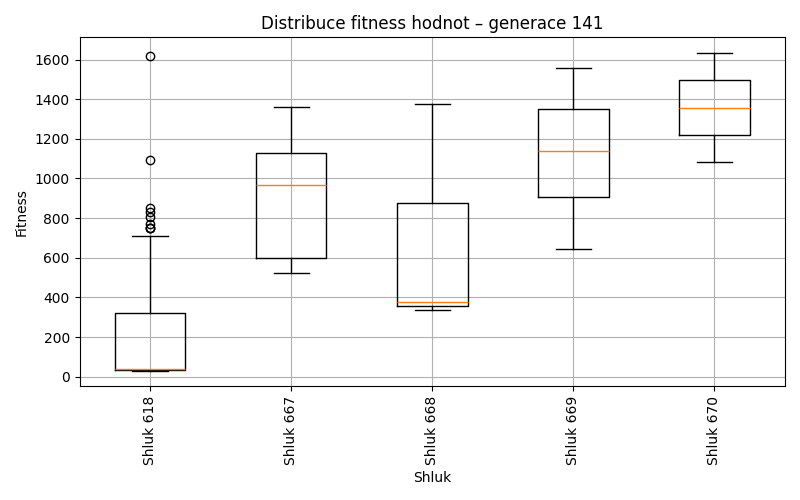 Distribuce fitness hodnot – generace 141
Fitness
1600
1400
1200
1000
800
600
400
200
0
Shluk 618
Shluk 667
Shluk 668
Shluk 669
Shluk 670
Shluk